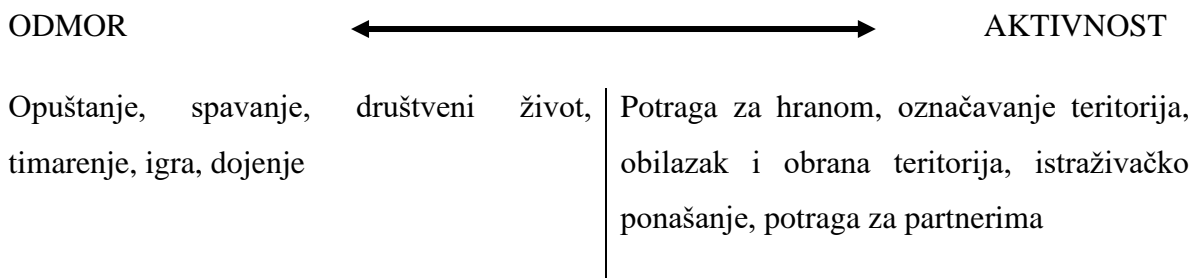 ODMOR AKTIVNOST
Opuštanje, spavanje, društveni život,
timarenje, igra, dojenje
Potraga za hranom, označavanje teritorija,
obilazak i obrana teritorija, istraživačko
ponašanje, potraga za partnerima